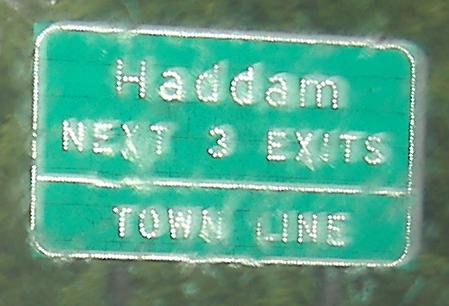 Haddam
NEXT 3 EXITS
TOWN LINE